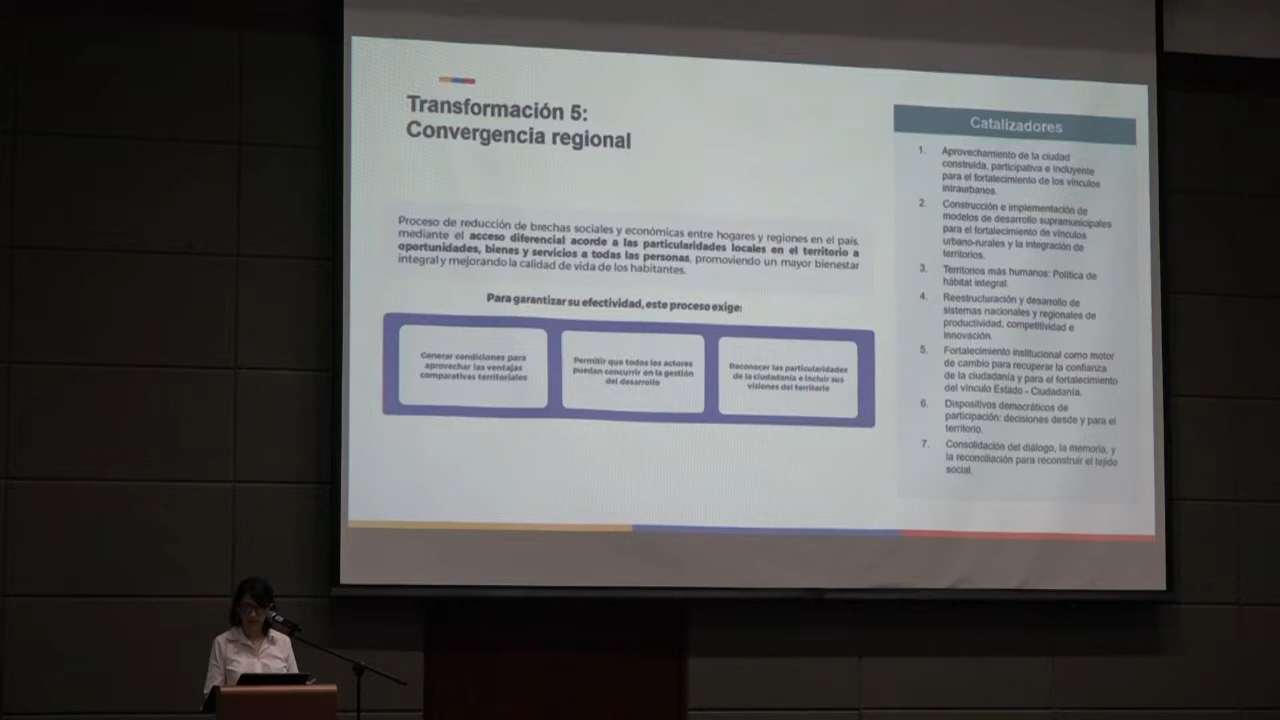 Transformación 5:
Convergencia regional
Proceso de reducción de brechas sociales y económicas entre hogares y regiones en el país,
mediante el acceso diferencial acorde a las particularidades locales en el territorio a
oportunidades, bienes y servicios a todas las personas, promoviendo un mayor bienestar
integral y mejorando la calidad de vida de los habitantes.
Para garantizar su efectividad, este proceso exige:
Generar condiciones para
aprovechar las ventajas
comparativas territoriales
Permitir que todos los actores
puedan concurrir en la gestión
del desarrollo
Reconocer las particularidades
de la ciudadanía e incluir sus
visiones del territorio
Catalizadores
1. Aprovechamiento de la ciudad
construida, participativa e incluyente
para el fortalecimiento de los vínculos
intraurbanos.
2. Construcción e implementación de
modelos de desarrollo supramunicipales
para el fortalecimiento de vínculos
urbano-rurales y la integración de
territorios.
3. Territorios más humanos: Política de
hábitat integral.
4. Reestructuración y desarrollo de
sistemas nacionales y regionales de
productividad, competitividad e
innovación.
5. Fortalecimiento institucional como motor
de cambio para recuperar la confianza
de la ciudadanía y para el fortalecimiento
del vínculo Estado - Ciudadanía.
6. Dispositivos democráticos de
participación: decisiones desde y para el
territorio.
7. Consolidación del diálogo, la memoria, y
la reconciliación para reconstruir el tejido
social.